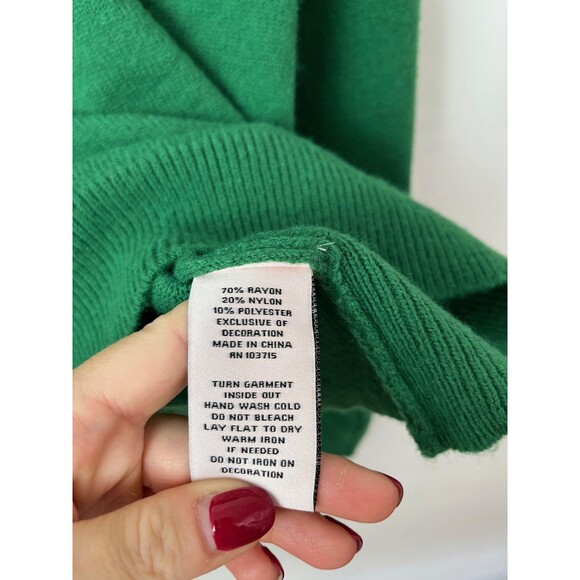 70% RAYON
20% NYLON
10% POLYESTER
EXCLUSIVE OF
DECORATION
MADE IN CHINA
RN 103715
TURN GARMENT
INSIDE OUT
HAND WASH COLD
DO NOT BLEACH
LAY FLAT TO DRY
WARM IRON
IF NEEDED
DO NOT IRON ON
DECORATION